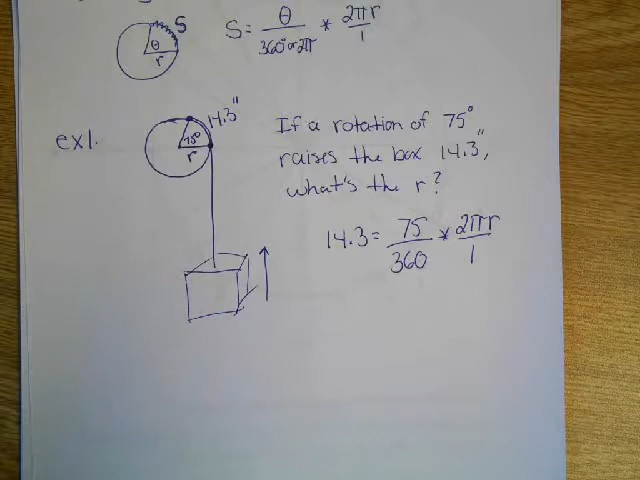 S
θ
r
S = θ / 360° or 2π * 2πr / 1
ex1.
14.3"
75°
r
If a rotation of 75°
raises the box 14.3",
what's the r?
14.3 = 75 / 360 * 2πr / 1